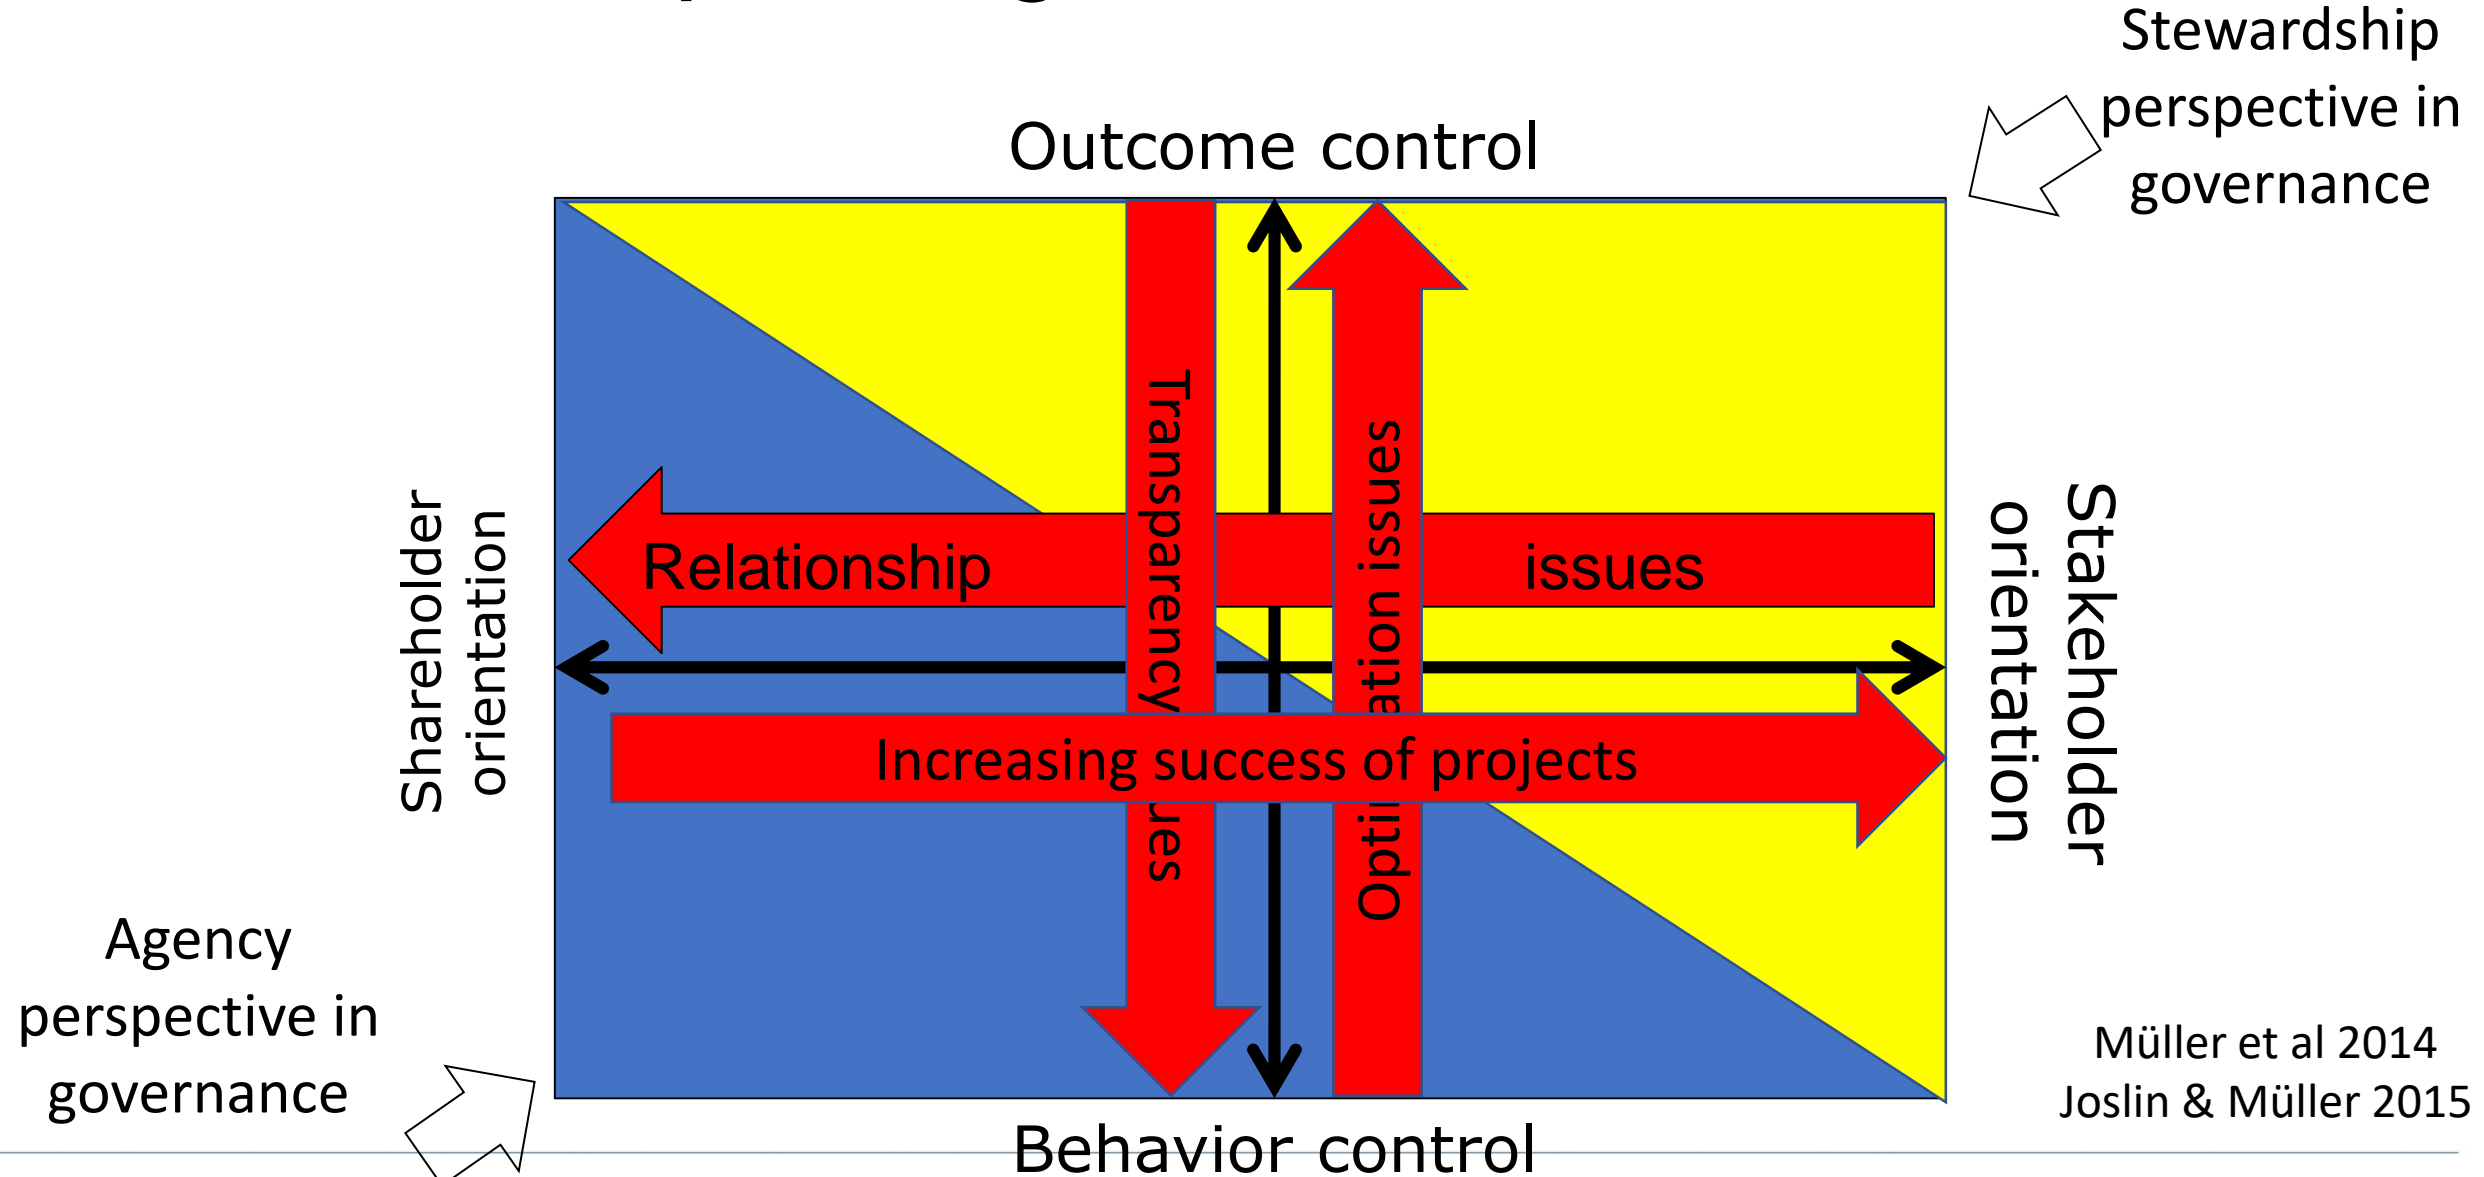 Stewardship
perspective in
governance
Outcome control
Shareholder
orientation
Transparency
Optimization issues
Relationship issues
Stakeholder
orientation
Increasing success of projects
Agency
perspective in
governance
Müller et al 2014
Joslin & Müller 2015
Behavior control